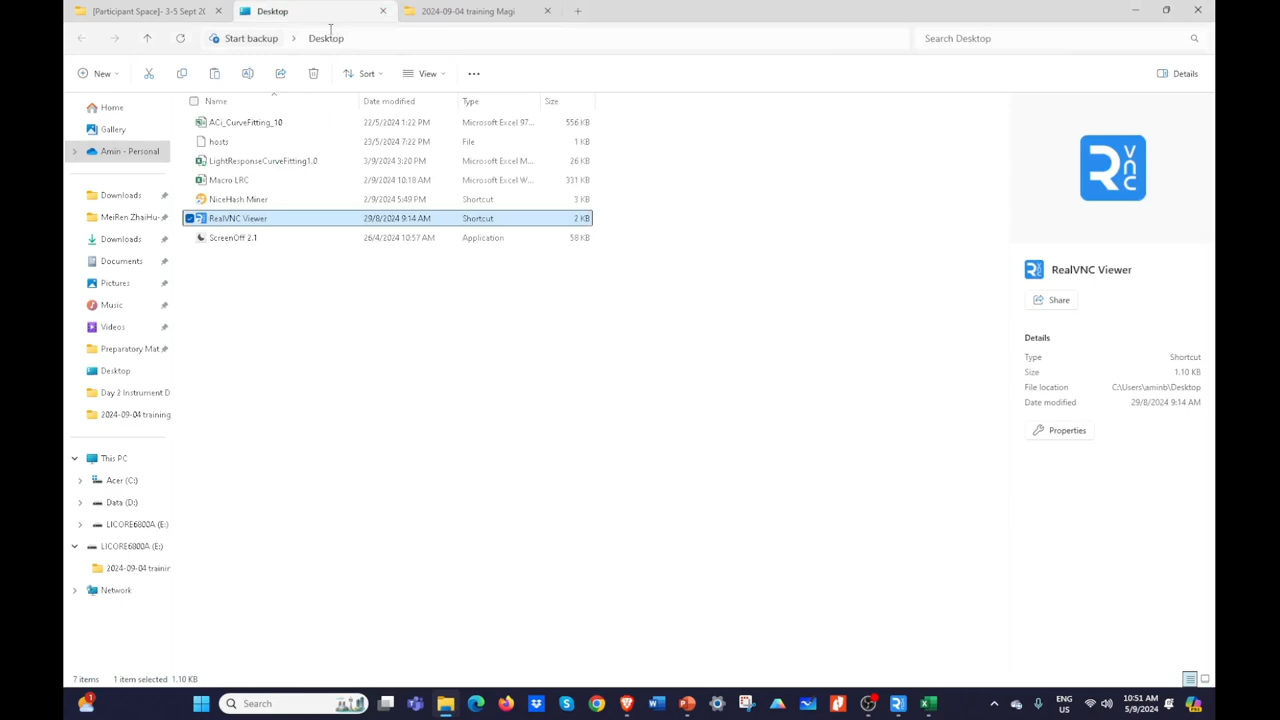 [Participant Space]- 3-5 Sept 20
Desktop
2024-09-04 training Magi
Start backup
Desktop
Search Desktop
New
Sort
View
Details
Name
Date modified
Type
Size
Home
Gallery
Amin - Personal
Downloads
MeiRen ZhaiHu-
Downloads
Documents
Pictures
Music
Videos
Preparatory Mat
Desktop
Day 2 Instrument D
2024-09-04 training
This PC
Acer (C:)
Data (D:)
LICORE6800A (E:)
LICORE6800A (E:)
2024-09-04 trainin
Network
ACi_CurveFitting_10 22/5/2024 1:22 PM Microsoft Excel 97... 556 KB
hosts 23/5/2024 7:22 PM File 1 KB
LightResponseCurveFitting1.0 3/9/2024 3:20 PM Microsoft Excel M... 26 KB
Macro LRC 2/9/2024 10:18 AM Microsoft Excel W... 331 KB
NiceHash Miner 2/9/2024 5:49 PM Shortcut 3 KB
RealVNC Viewer 29/8/2024 9:14 AM Shortcut 2 KB
ScreenOff 2.1 26/4/2024 10:57 AM Application 58 KB
R VNC
RealVNC Viewer
Share
Details
Type Shortcut
Size 1.10 KB
File location C:\Users\aminb\Desktop
Date modified 29/8/2024 9:14 AM
Properties
7 items 1 item selected 1.10 KB
1
Search
ENG
US
10:51 AM
5/9/2024